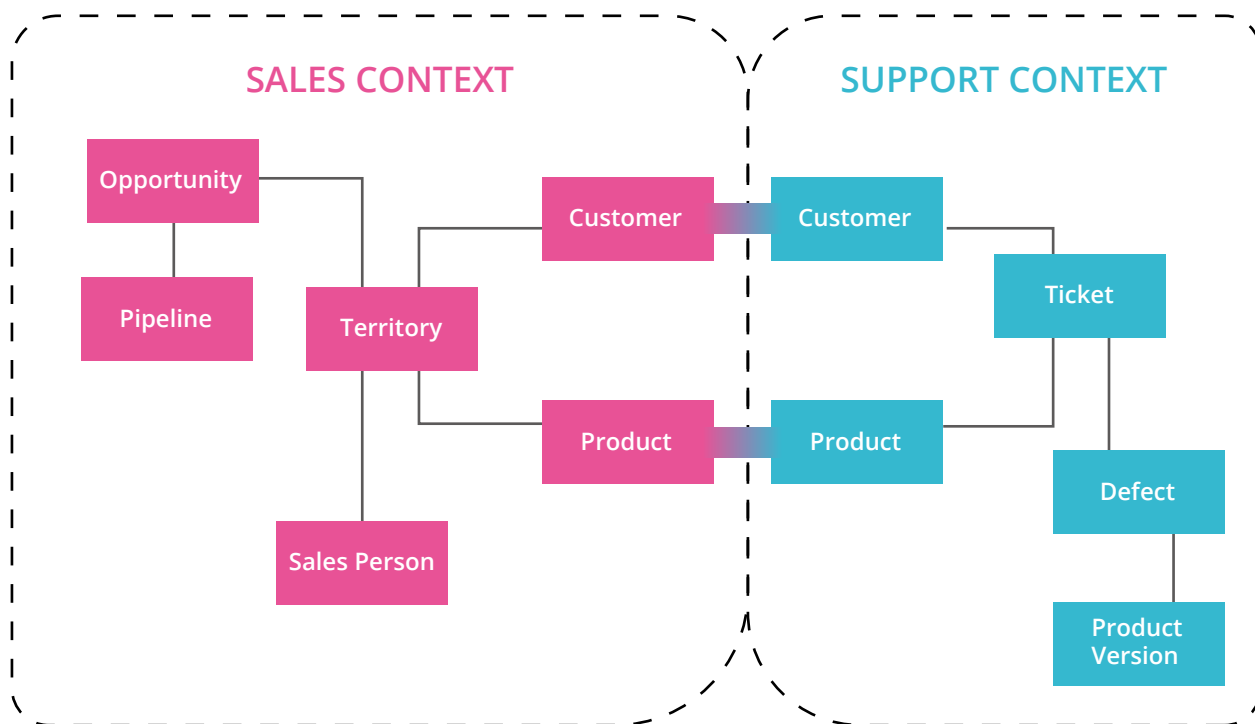 SALES CONTEXT
SUPPORT CONTEXT
Opportunity
Pipeline
Territory
Sales Person
Customer
Product
Customer
Product
Ticket
Defect
Product
Version